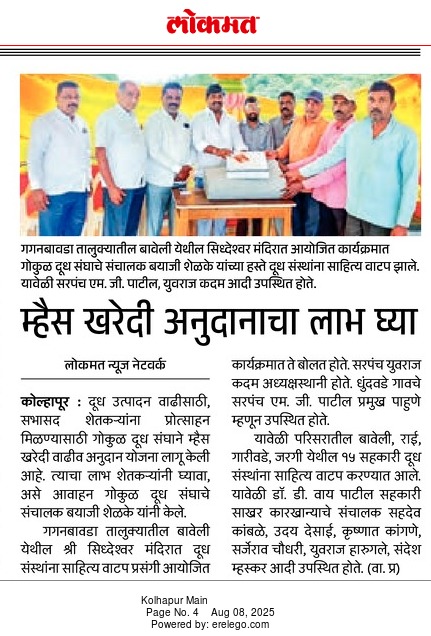 लोकमत
गगनबावडा तालुक्यातील बावेली येथील सिध्देश्वर मंदिरात आयोजित कार्यक्रमात
गोकुळ दूध संघाचे संचालक बयाजी शेळके यांच्या हस्ते दूध संस्थांना साहित्य वाटप झाले.
यावेळी सरपंच एम. जी. पाटील, युवराज कदम आदी उपस्थित होते.
म्हैस खरेदी अनुदानाचा लाभ घ्या
लोकमत न्यूज नेटवर्क
कोल्हापूर : दूध उत्पादन वाढीसाठी,
सभासद शेतकऱ्यांना प्रोत्साहन
मिळण्यासाठी गोकुळ दूध संघाने म्हैस
खरेदी वाढीव अनुदान योजना लागू केली
आहे. त्याचा लाभ शेतकऱ्यांनी घ्यावा,
असे आवाहन गोकुळ दूध संघाचे
संचालक बयाजी शेळके यांनी केले.
गगनबावडा तालुक्यातील बावेली
येथील श्री सिध्देश्वर मंदिरात दूध
संस्थांना साहित्य वाटप प्रसंगी आयोजित
कार्यक्रमात ते बोलत होते. सरपंच युवराज
कदम अध्यक्षस्थानी होते. धुंदवडे गावचे
सरपंच एम. जी. पाटील प्रमुख पाहुणे
म्हणून उपस्थित होते.
यावेळी परिसरातील बावेली, राई,
गारीवडे, जरगी येथील १५ सहकारी दूध
संस्थांना साहित्य वाटप करण्यात आले.
यावेळी डॉ. डी. वाय पाटील सहकारी
साखर कारखान्याचे संचालक सहदेव
कांबळे, उदय देसाई, कृष्णात कांगणे,
सर्जेराव चौधरी, युवराज हारुगले, संदेश
म्हस्कर आदी उपस्थित होते. (वा. प्र)
Kolhapur Main
Page No. 4 Aug 08, 2025
Powered by: erelego.com